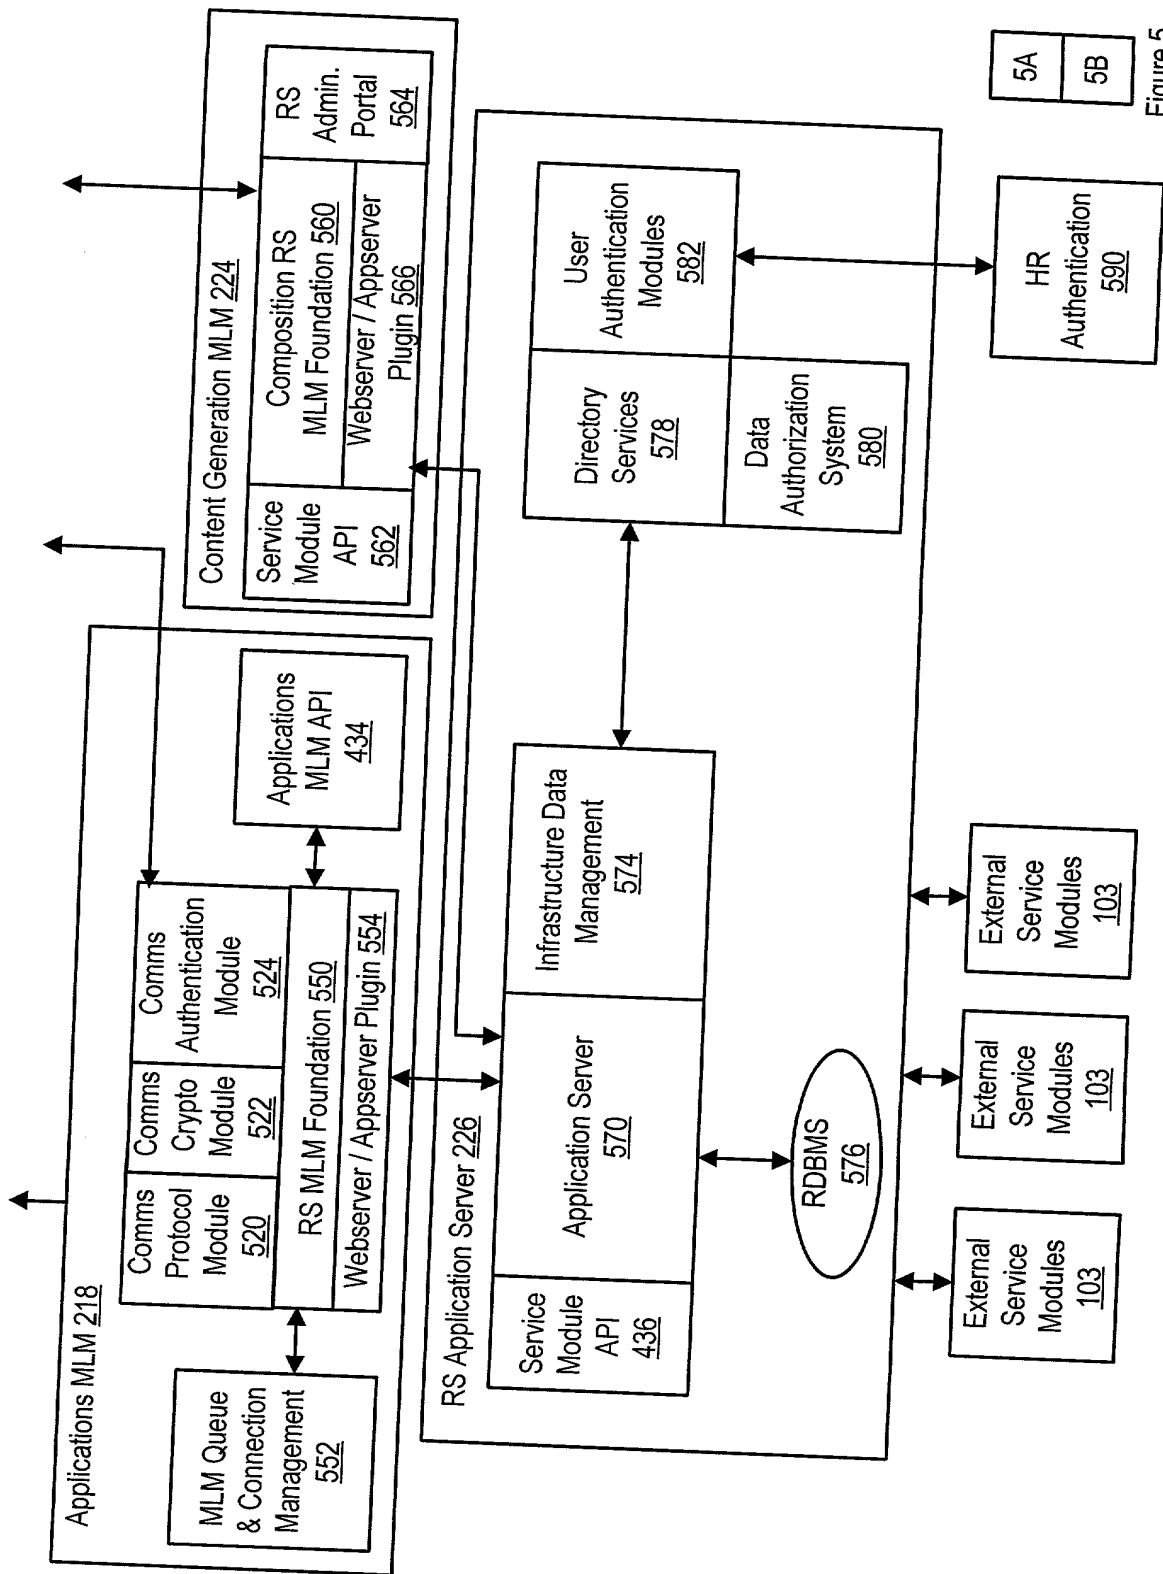 Applications MLM 218
MLM Queue
& Connection
Management
552
Comms
Protocol
Module
520
Comms
Crypto
Module
522
Comms
Authentication
Module
524
RS MLM Foundation 550
Webserver / Appserver Plugin 554
Applications
MLM API
434
Content Generation MLM 224
Service
Module
API
562
Composition RS
MLM Foundation 560
Webserver / Appserver
Plugin 566
RS
Admin.
Portal
564
RS Application Server 226
Service
Module
API
436
Application Server
570
Infrastructure Data
Management
574
RDBMS
576
Directory
Services
578
User
Authentication
Modules
582
Data
Authorization
System
580
External
Service
Modules
103
External
Service
Modules
103
External
Service
Modules
103
HR
Authentication
590
5A
5B
Figure 5